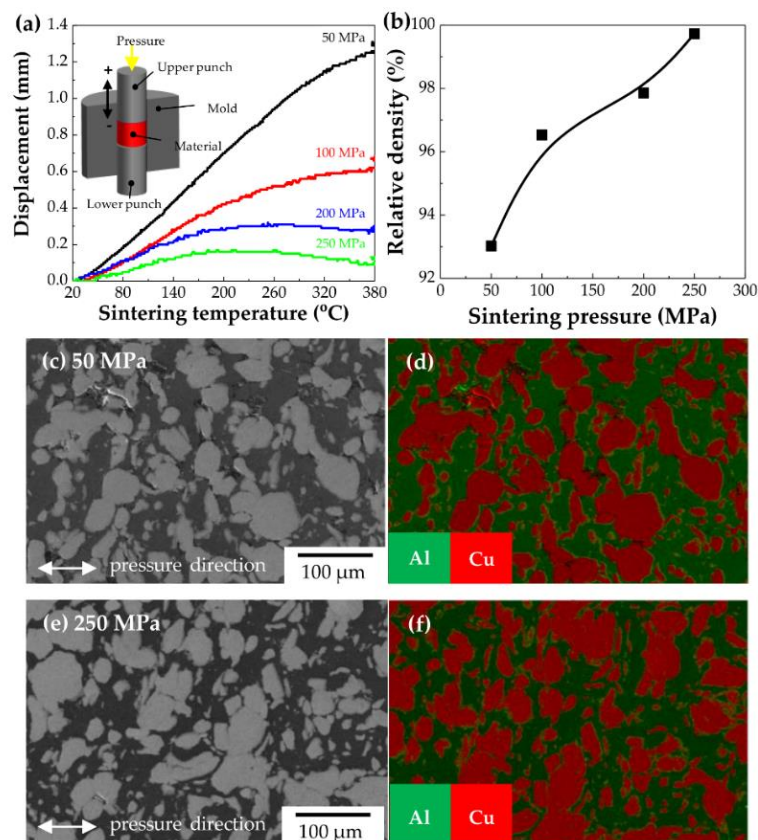 (a)
Displacement (mm)
1.4
1.2
1.0
0.8
0.6
0.4
0.2
0.0
20
80
140
200
260
320
380
Sintering temperature (°C)
Pressure
+
-
Upper punch
Mold
Material
Lower punch
50 MPa
100 MPa
200 MPa
250 MPa
(b)
Relative density (%)
100
98
96
94
92
0
50
100
150
200
250
300
Sintering pressure (MPa)
(c) 50 MPa
pressure direction
100 µm
(d)
Al
Cu
(e) 250 MPa
pressure direction
100 µm
(f)
Al
Cu